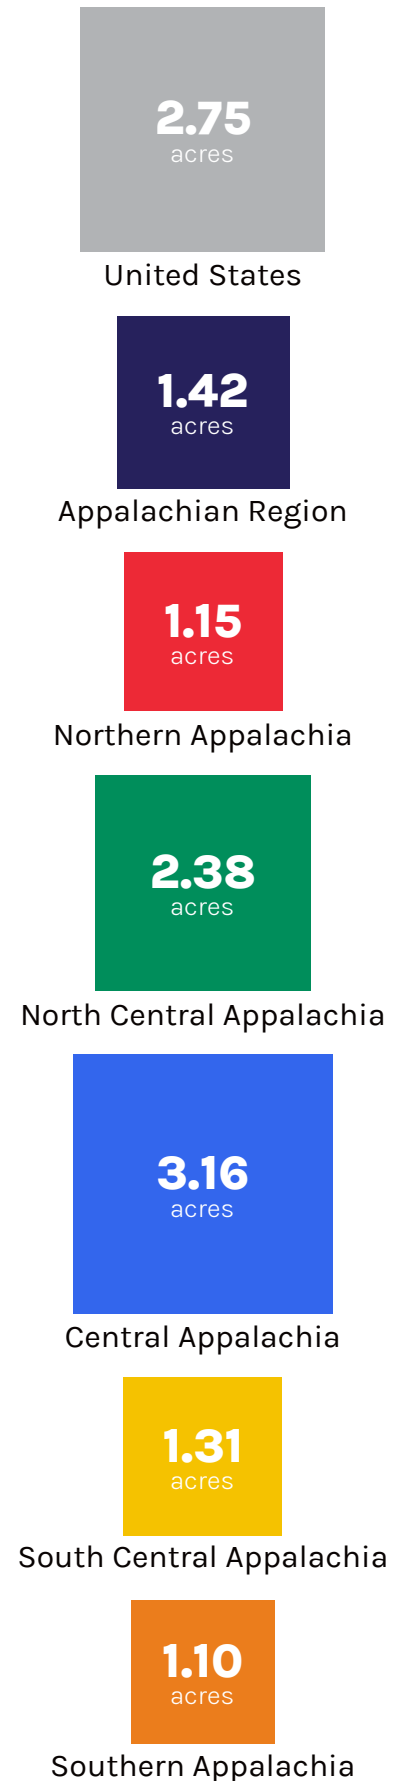 2.75
acres
United States
1.42
acres
Appalachian Region
1.15
acres
Northern Appalachia
2.38
acres
North Central Appalachia
3.16
acres
Central Appalachia
1.31
acres
South Central Appalachia
1.10
acres
Southern Appalachia